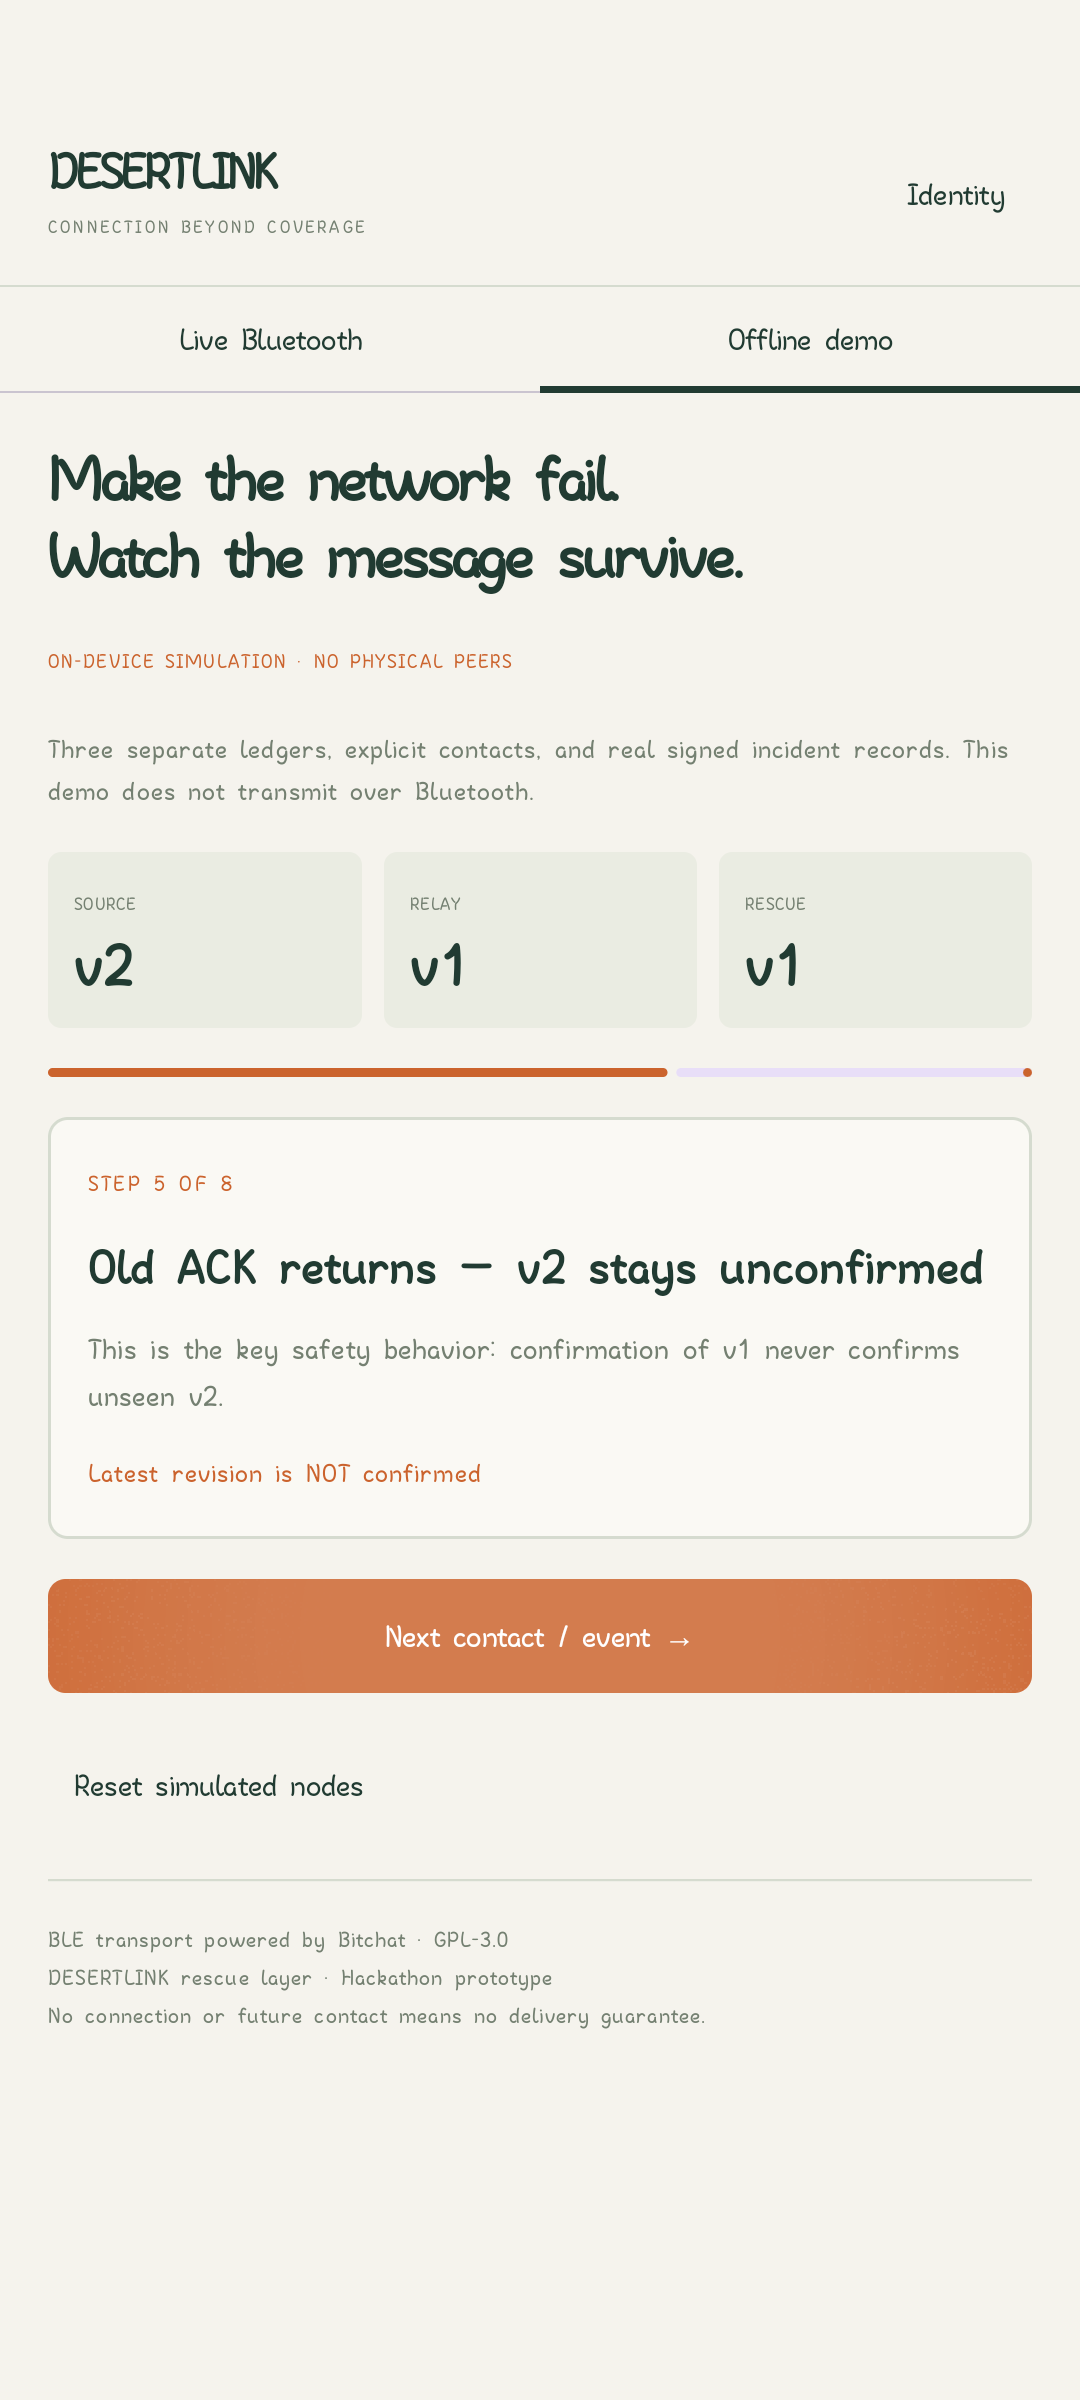 DESERTLINK
CONNECTION BEYOND COVERAGE
Identity
Live Bluetooth
Offline demo
Make the network fail.
Watch the message survive.
ON-DEVICE SIMULATION · NO PHYSICAL PEERS
Three separate ledgers, explicit contacts, and real signed incident records. This
demo does not transmit over Bluetooth.
SOURCE
v2
RELAY
v1
RESCUE
v1
STEP 5 OF 8
Old ACK returns — v2 stays unconfirmed
This is the key safety behavior: confirmation of v1 never confirms
unseen v2.
Latest revision is NOT confirmed
Next contact / event →
Reset simulated nodes
BLE transport powered by Bitchat · GPL-3.0
DESERTLINK rescue layer · Hackathon prototype
No connection or future contact means no delivery guarantee.